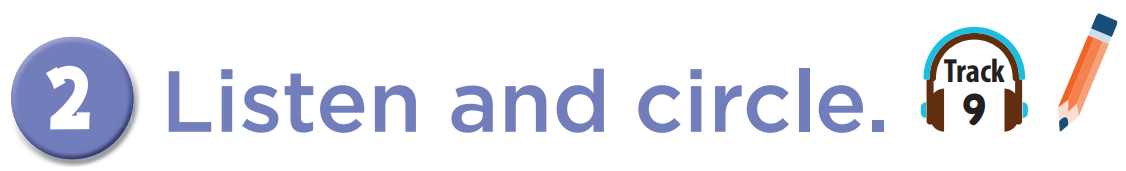 2 Listen and circle. Track 9